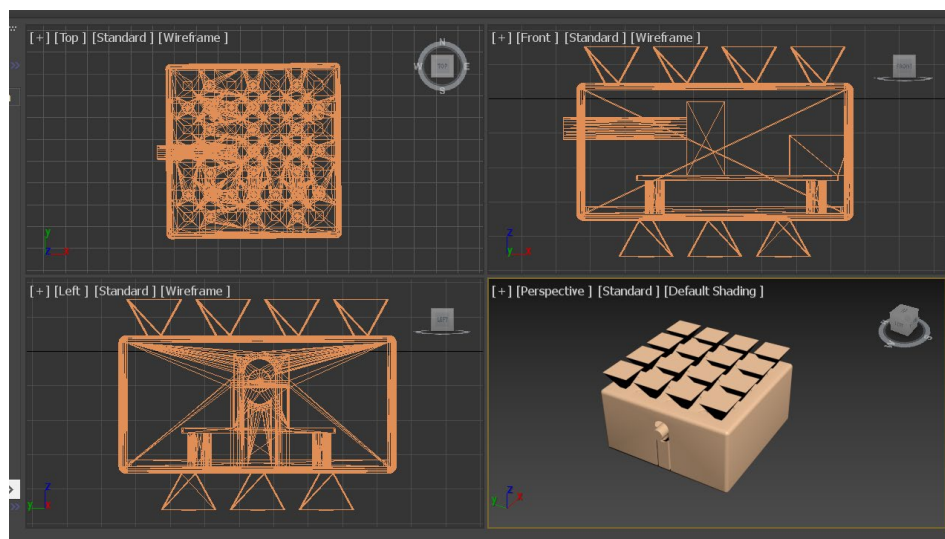 [+] [Top] [Standard] [Wireframe]
N
W TOP E
S
[+] [Front] [Standard] [Wireframe]
FRONT
[+] [Left] [Standard] [Wireframe]
LEFT
[+] [Perspective] [Standard] [Default Shading]
y
z x
z
y x
z
y
z
y x